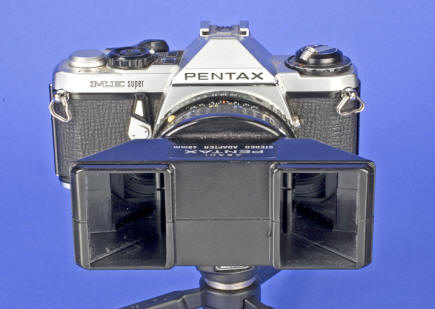 PENTAX
ME super
ASAHI
PENTAX
STEREO ADAPTER 49mm